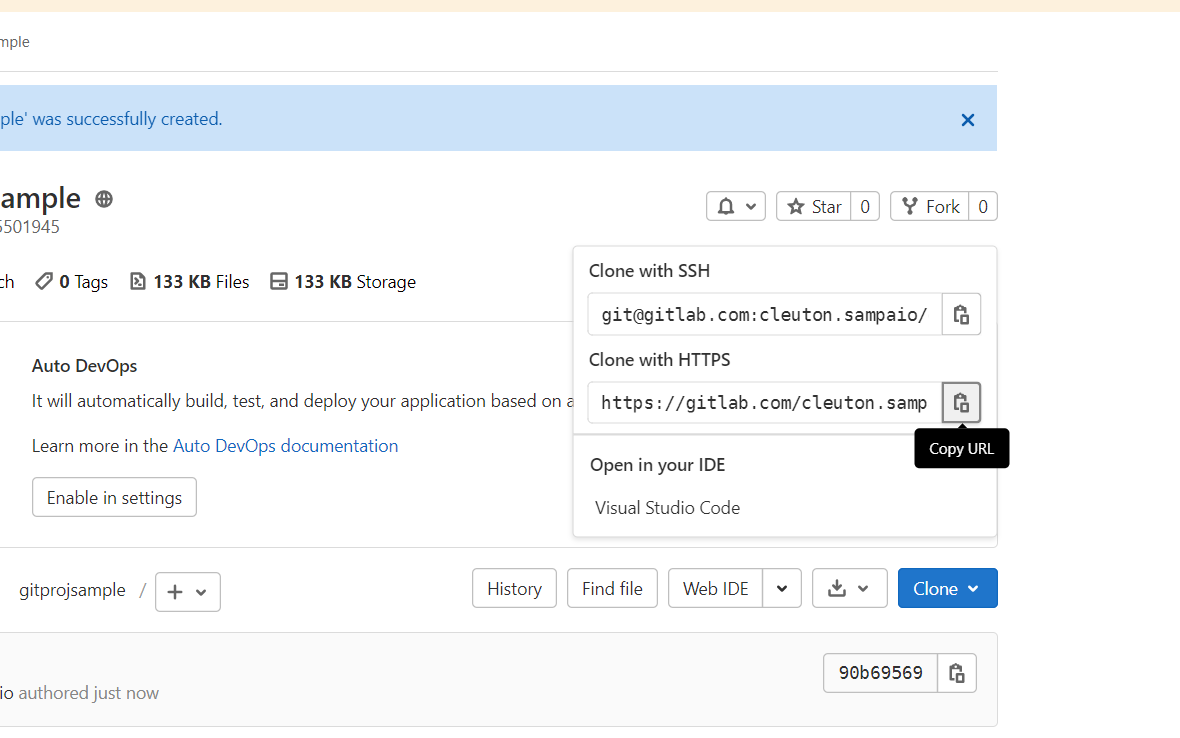 mple
ple' was successfully created.
ample
5501945
Star 0 Fork 0
ch 0 Tags 133 KB Files 133 KB Storage
Clone with SSH
git@gitlab.com:cleuton.sampaio/
Clone with HTTPS
https://gitlab.com/cleuton.samp
Copy URL
Auto DevOps
It will automatically build, test, and deploy your application based on a
Learn more in the Auto DevOps documentation
Enable in settings
Open in your IDE
Visual Studio Code
gitprojsample / + History Find file Web IDE Clone
90b69569
io authored just now